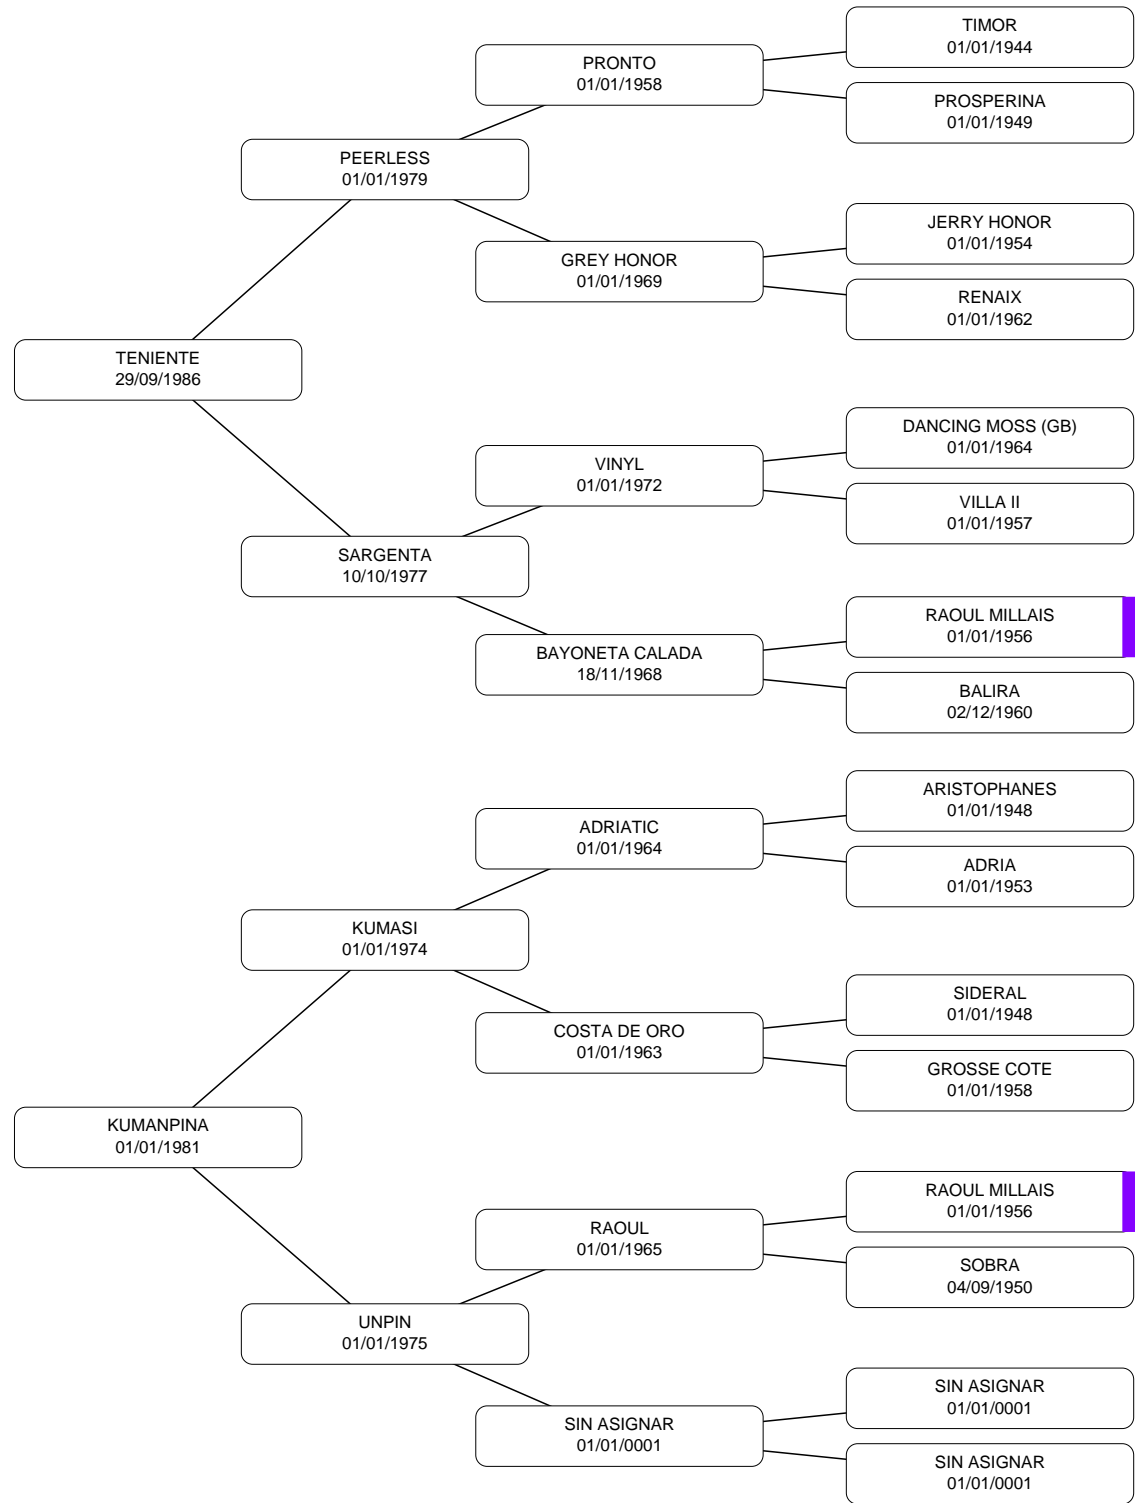 TIMOR
01/01/1944
PRONTO
01/01/1958
PROSPERINA
01/01/1949
PEERLESS
01/01/1979
JERRY HONOR
01/01/1954
GREY HONOR
01/01/1969
RENAIX
01/01/1962
TENIENTE
29/09/1986
DANCING MOSS (GB)
01/01/1964
VINYL
01/01/1972
VILLA II
01/01/1957
SARGENTA
10/10/1977
RAOUL MILLAIS
01/01/1956
BAYONETA CALADA
18/11/1968
BALIRA
02/12/1960
ARISTOPHANES
01/01/1948
ADRIATIC
01/01/1964
ADRIA
01/01/1953
KUMASI
01/01/1974
SIDERAL
01/01/1948
COSTA DE ORO
01/01/1963
GROSSE COTE
01/01/1958
KUMANPINA
01/01/1981
RAOUL MILLAIS
01/01/1956
RAOUL
01/01/1965
SOBRA
04/09/1950
UNPIN
01/01/1975
SIN ASIGNAR
01/01/0001
SIN ASIGNAR
01/01/0001
SIN ASIGNAR
01/01/0001